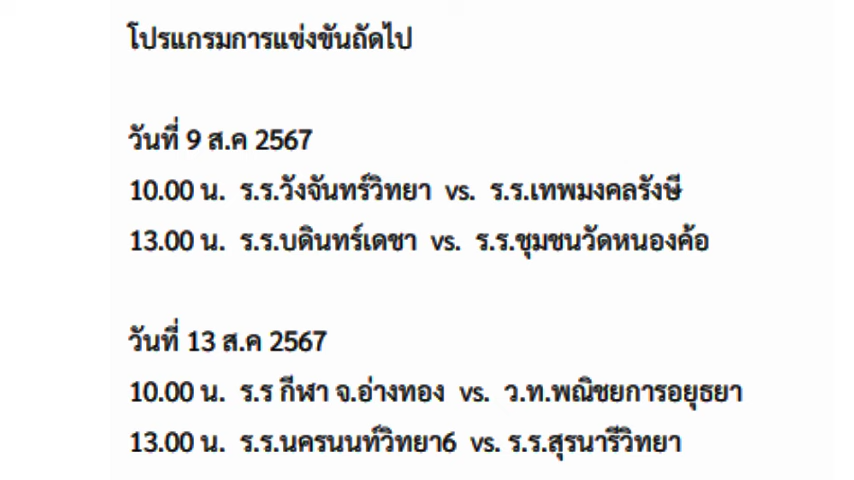 โปรแกรมการแข่งขันถัดไป
วันที่ 9 ส.ค 2567
10.00 น. ร.ร.วังจันทร์วิทยา vs. ร.ร.เทพมงคลรังษี
13.00 น. ร.ร.บดินทร์เดชา vs. ร.ร.ชุมชนวัดหนองค้อ
วันที่ 13 ส.ค 2567
10.00 น. ร.ร กีฬา จ.อ่างทอง vs. ว.ท.พณิชยการอยุธยา
13.00 น. ร.ร.นครนนท์วิทยา6 vs. ร.ร.สุรนารีวิทยา